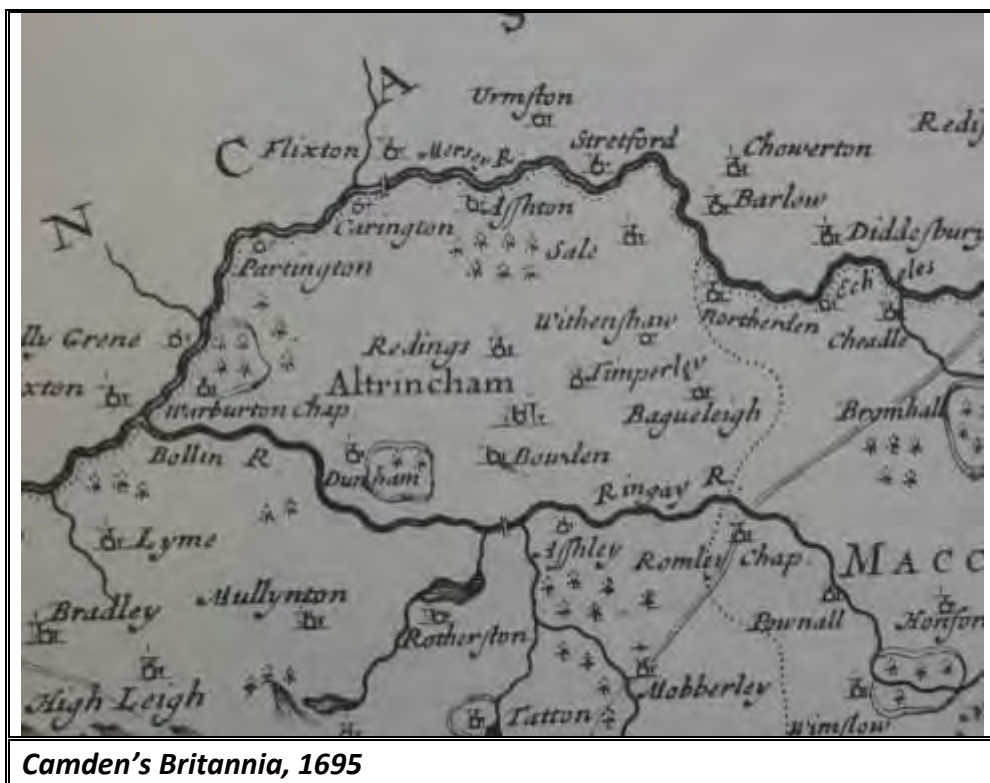 S
A
C
N
Urmston
Flixton
Mersey R.
Stretford
Chowerton
Barlow
Carington
Asshton
Sale
Diddesbury
Partington
Echeles
Northerden
Cheadle
Withenshaw
Redings
Timperley
Altrincham
Warburton Chap
Bagueleigh
Brymhall
Bollin R
Bowden
Dunham
Ringay R.
Lyme
Asshley
Romley Chap.
MACC
Mullynton
Bradley
Rotherston
Pownall
High Leigh
Mobberley
Tatton
Wimslow
Camden's Britannia, 1695